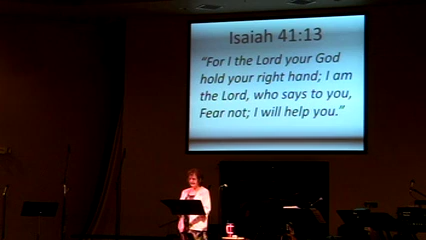 Isaiah 41:13
“For I the Lord your God
hold your right hand; I am
the Lord, who says to you,
Fear not; I will help you.”